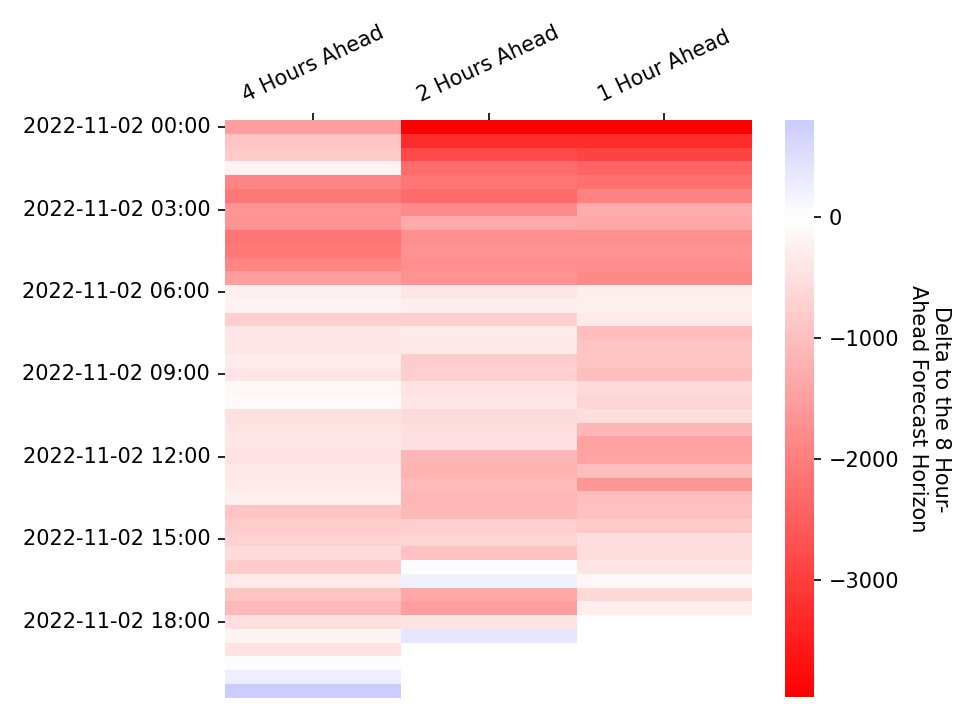 4 Hours Ahead
2 Hours Ahead
1 Hour Ahead
2022-11-02 00:00
2022-11-02 03:00
2022-11-02 06:00
2022-11-02 09:00
2022-11-02 12:00
2022-11-02 15:00
2022-11-02 18:00
0
−1000
−2000
−3000
Delta to the 8 Hour-
Ahead Forecast Horizon